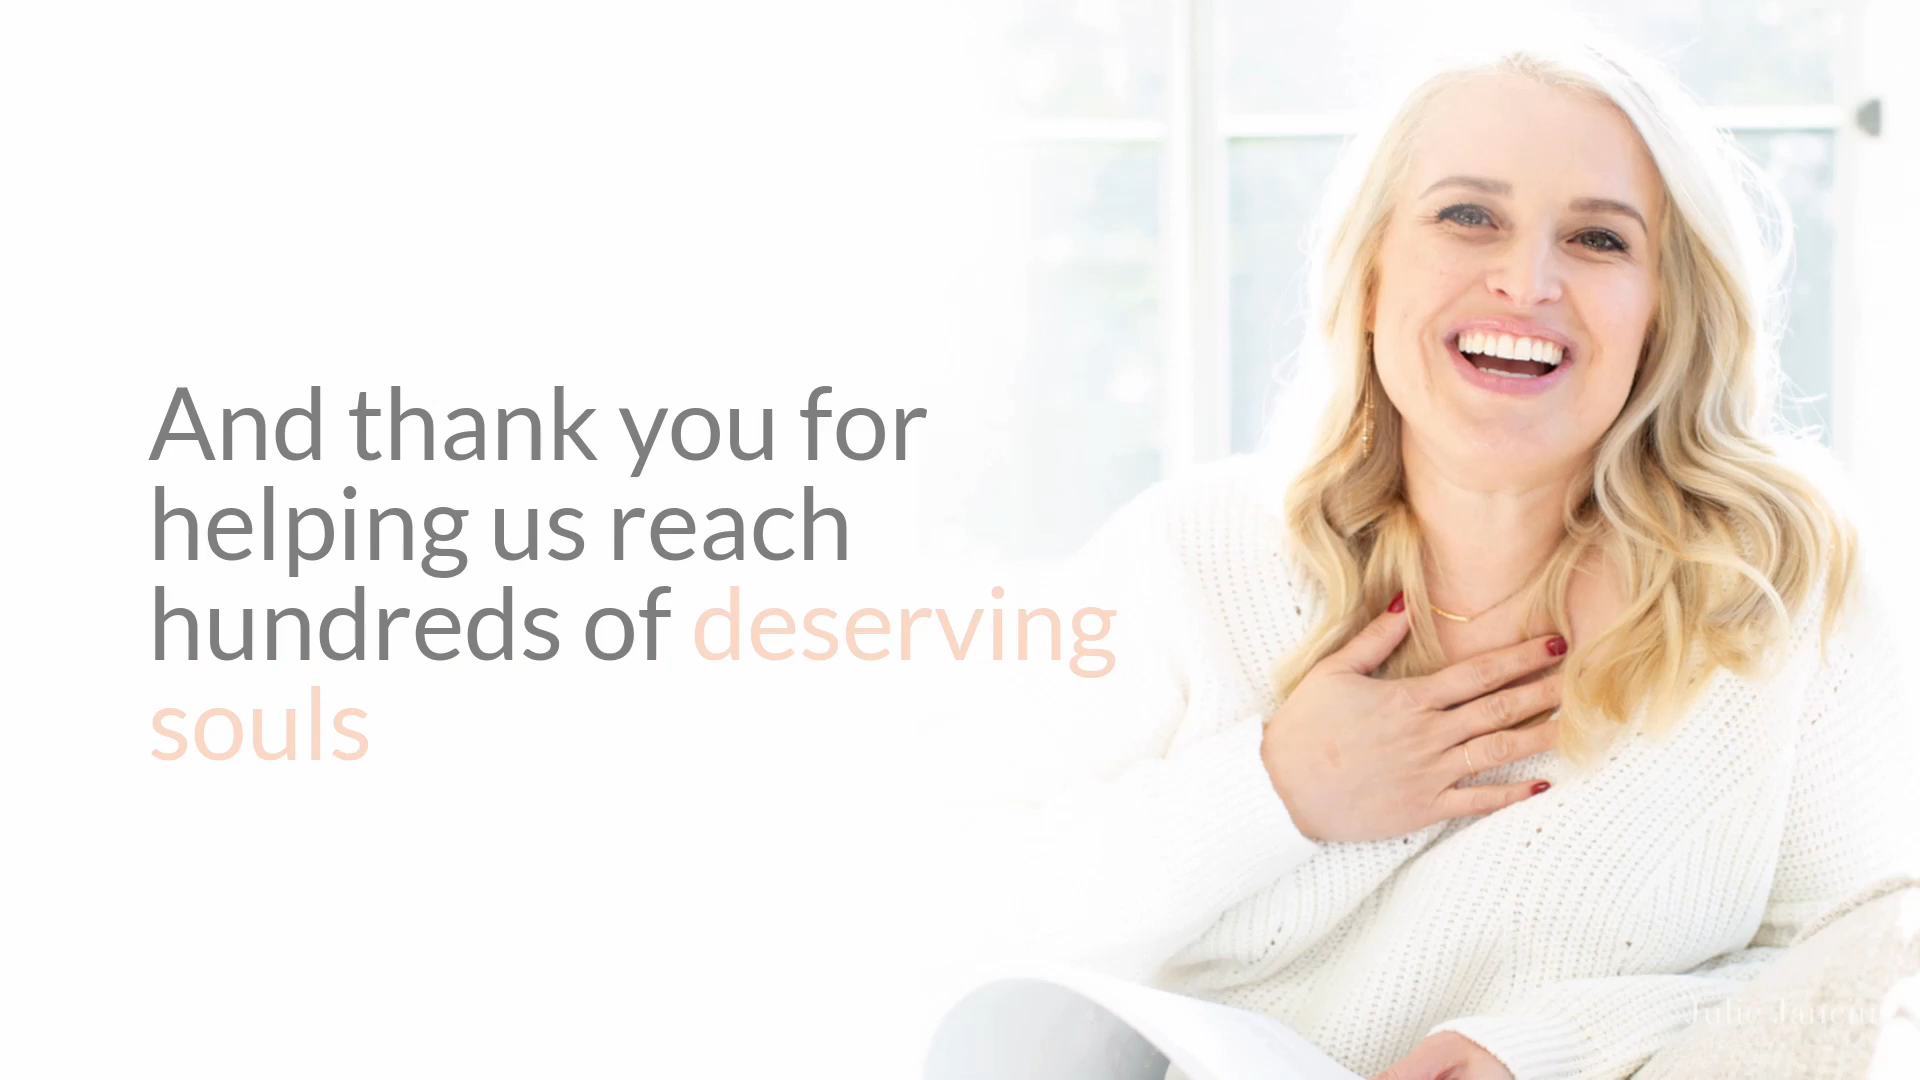 And thank you for
helping us reach
hundreds of deserving
souls